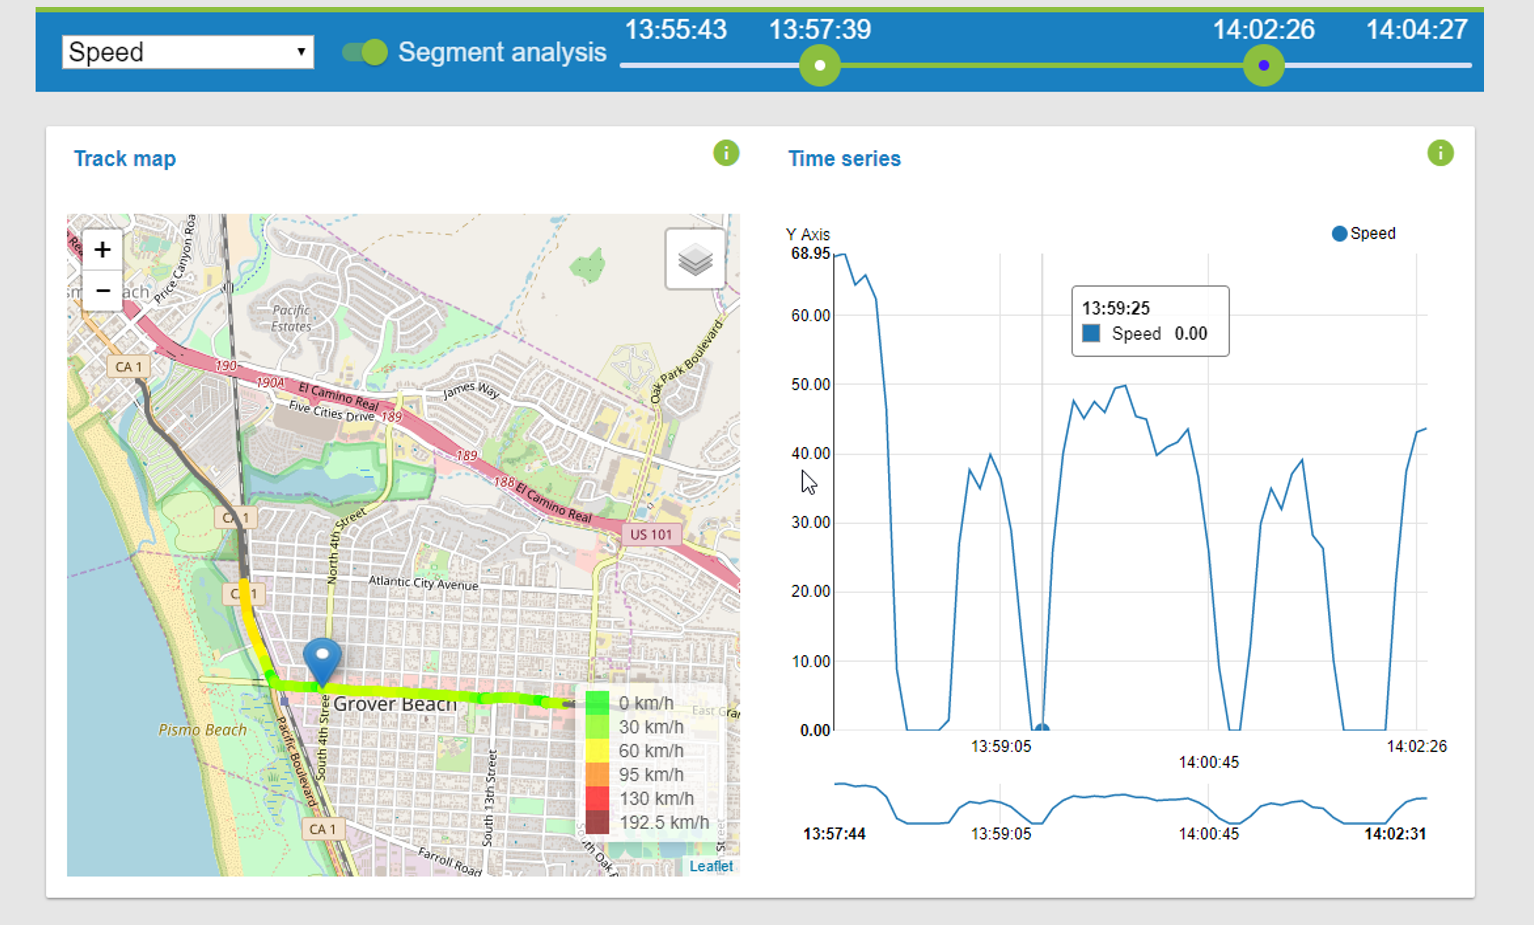 Speed
Segment analysis
13:55:43
13:57:39
14:02:26
14:04:27
Track map
i
Time series
i
+
−
Price Canyon Roa
ach
Pacific
Estates
CA 1
190
190A
El Camino Real
Five Cities Drive
189
James Way
Oak Park Boulevard
189
188
El Camino Real
US 101
CA 1
North 4th Street
Atlantic City Avenue
Grover Beach
South 4th Stree
Pismo Beach
Pacific Boulevard
South 13th Street
CA 1
Farroll Road
East Gra
South Oak P
Street
0 km/h
30 km/h
60 km/h
95 km/h
130 km/h
192.5 km/h
Leaflet
Y Axis
Speed
68.95
60.00
50.00
40.00
30.00
20.00
10.00
0.00
13:59:25
Speed 0.00
13:59:05
14:00:45
14:02:26
13:57:44
13:59:05
14:00:45
14:02:31